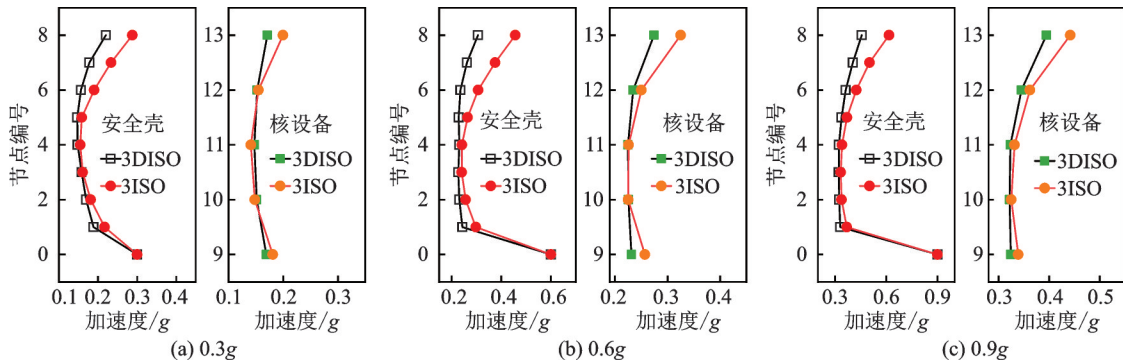 节点编号
8
6
4
2
0
安全壳
3DISO
3ISO
0.1 0.2 0.3 0.4
加速度/g
13
12
11
10
9
核设备
3DISO
3ISO
0.1 0.2 0.3
加速度/g
(a) 0.3g
节点编号
8
6
4
2
0
安全壳
3DISO
3ISO
0.2 0.4 0.6
加速度/g
13
12
11
10
9
核设备
3DISO
3ISO
0.2 0.3 0.4
加速度/g
(b) 0.6g
节点编号
8
6
4
2
0
安全壳
3DISO
3ISO
0.3 0.6 0.9
加速度/g
13
12
11
10
9
核设备
3DISO
3ISO
0.3 0.4 0.5
加速度/g
(c) 0.9g